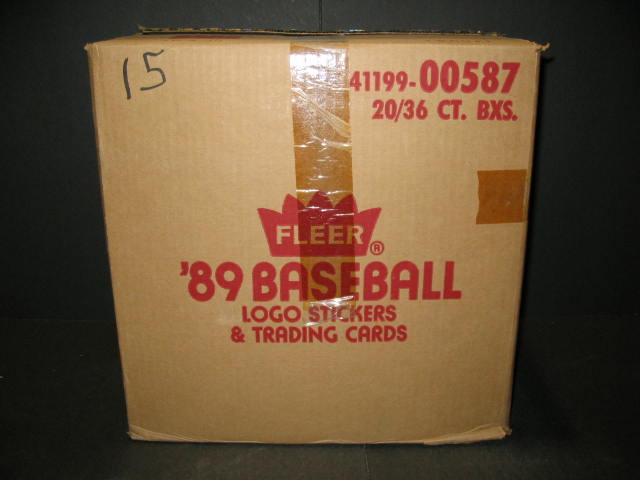 15
41199-00587
20/36 CT. BXS.
FLEER®
'89 BASEBALL
LOGO STICKERS
& TRADING CARDS